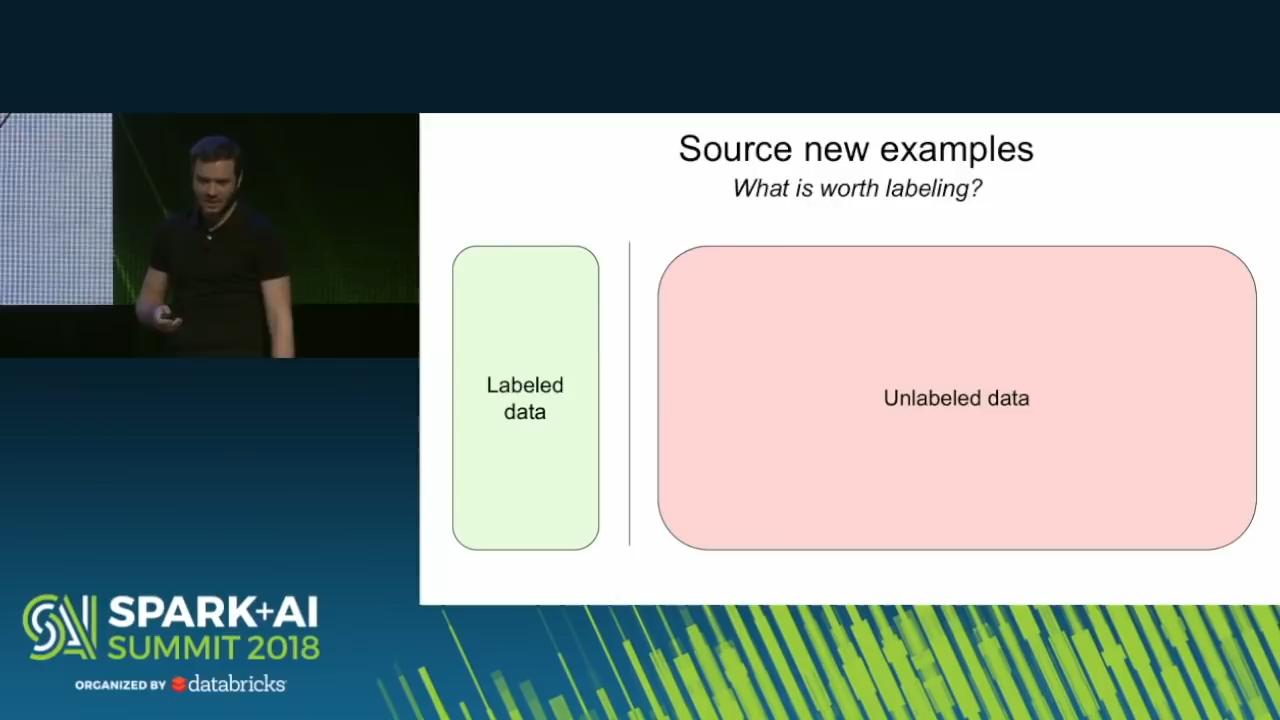 Source new examples
What is worth labeling?
Labeled
data
Unlabeled data
SPARK+AI
SUMMIT 2018
ORGANIZED BY databricks